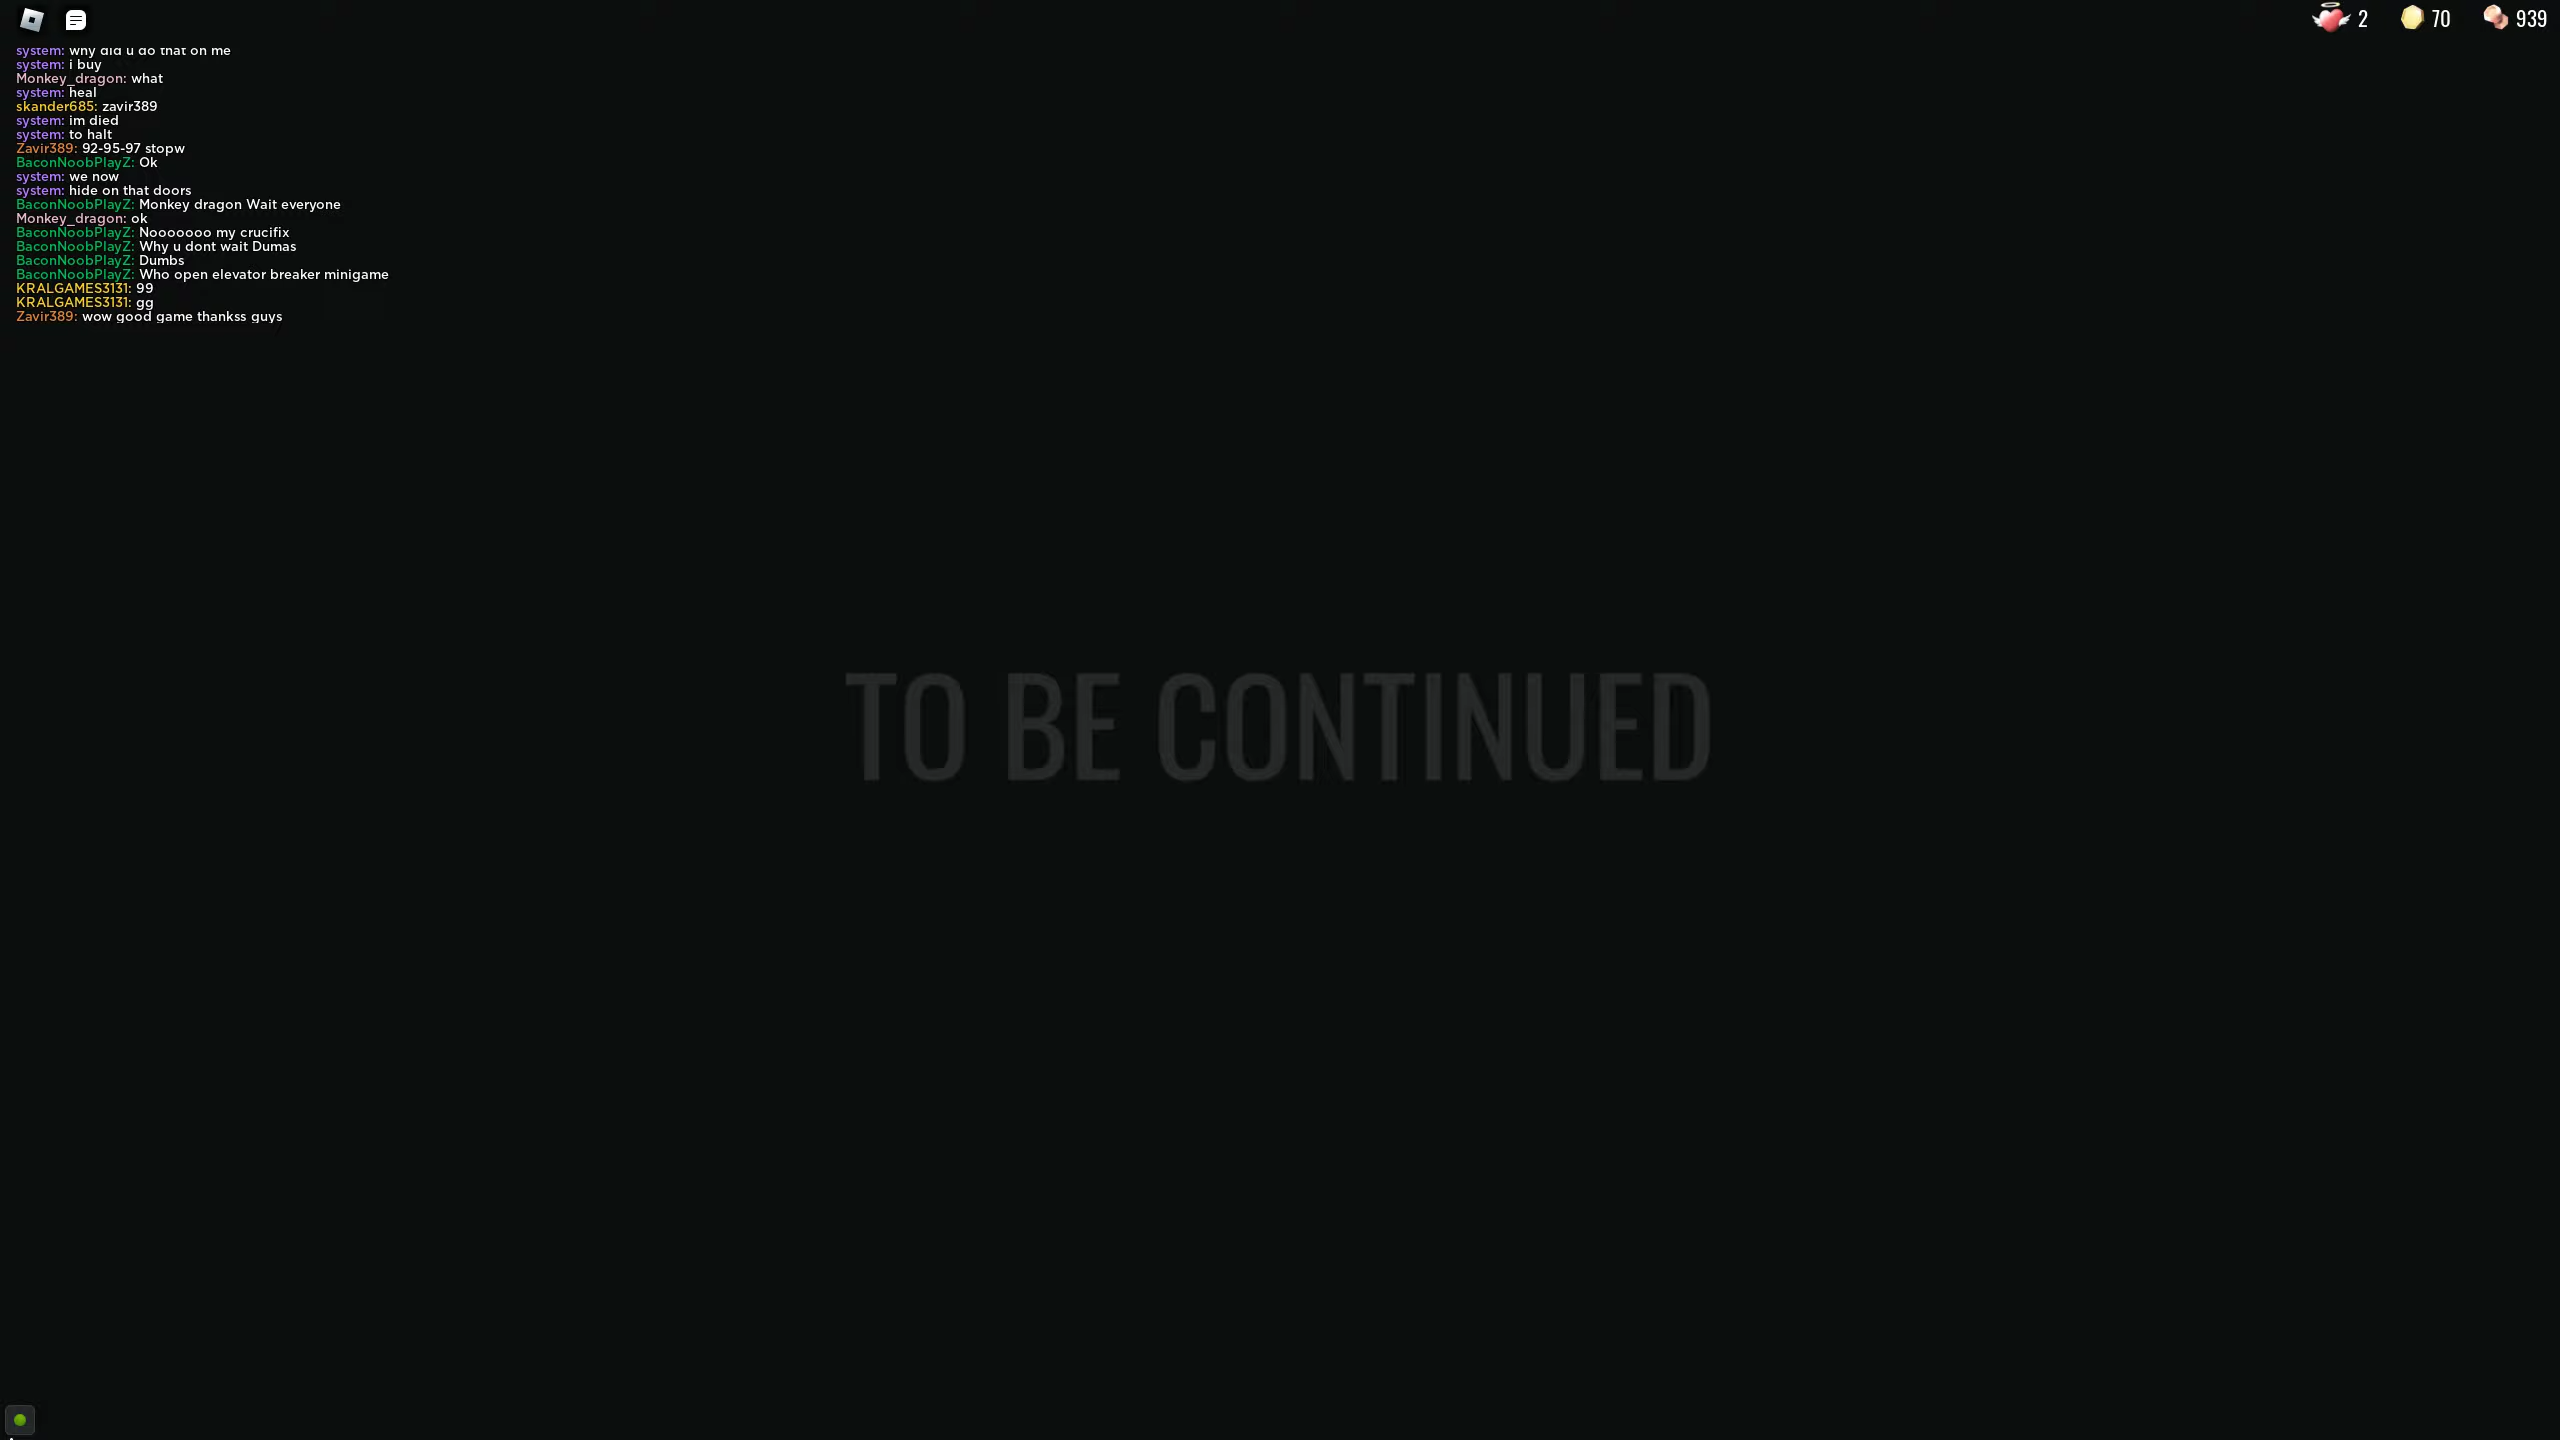 2 70 939
system: why did u do that on me
system: i buy
Monkey_dragon: what
system: heal
skander685: zavir389
system: im died
system: to halt
Zavir389: 92-95-97 stopw
BaconNoobPlayZ: Ok
system: we now
system: hide on that doors
BaconNoobPlayZ: Monkey dragon Wait everyone
Monkey_dragon: ok
BaconNoobPlayZ: Nooooooo my crucifix
BaconNoobPlayZ: Why u dont wait Dumas
BaconNoobPlayZ: Dumbs
BaconNoobPlayZ: Who open elevator breaker minigame
KRALGAMES3131: 99
KRALGAMES3131: gg
Zavir389: wow good game thankss guys
TO BE CONTINUED